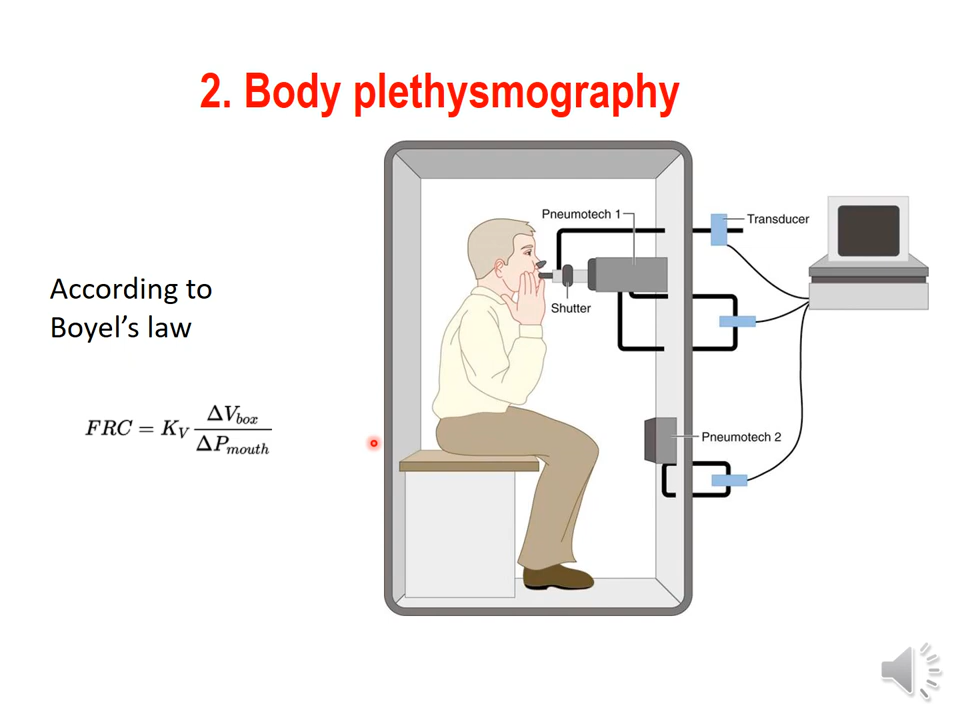 2. Body plethysmography
According to
Boyel’s law
FRC = K_V ΔV_box / ΔP_mouth
Pneumotech 1
Transducer
Shutter
Pneumotech 2